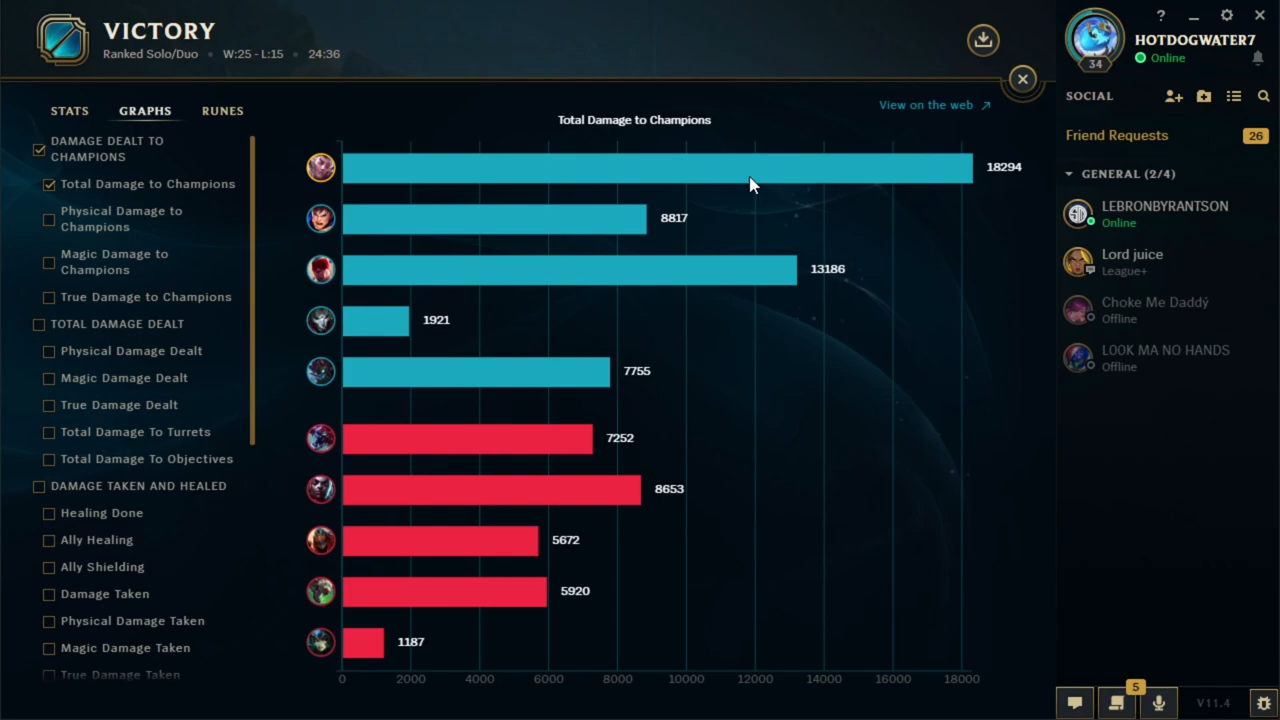 VICTORY
Ranked Solo/Duo • W:25 - L:15 • 24:36
?
HOTDOGWATER7
Online
34
SOCIAL
STATS
GRAPHS
RUNES
View on the web
Total Damage to Champions
Friend Requests
26
GENERAL (2/4)
LEBRONBYRANTSON
Online
Lord juice
League+
Choke Me Daddý
Offline
L00K MA NO HANDS
Offline
DAMAGE DEALT TO
CHAMPIONS
Total Damage to Champions
Physical Damage to
Champions
Magic Damage to
Champions
True Damage to Champions
TOTAL DAMAGE DEALT
Physical Damage Dealt
Magic Damage Dealt
True Damage Dealt
Total Damage To Turrets
Total Damage To Objectives
DAMAGE TAKEN AND HEALED
Healing Done
Ally Healing
Ally Shielding
Damage Taken
Physical Damage Taken
Magic Damage Taken
True Damage Taken
18294
8817
13186
1921
7755
7252
8653
5672
5920
1187
0 2000 4000 6000 8000 10000 12000 14000 16000 18000
5
V11.4